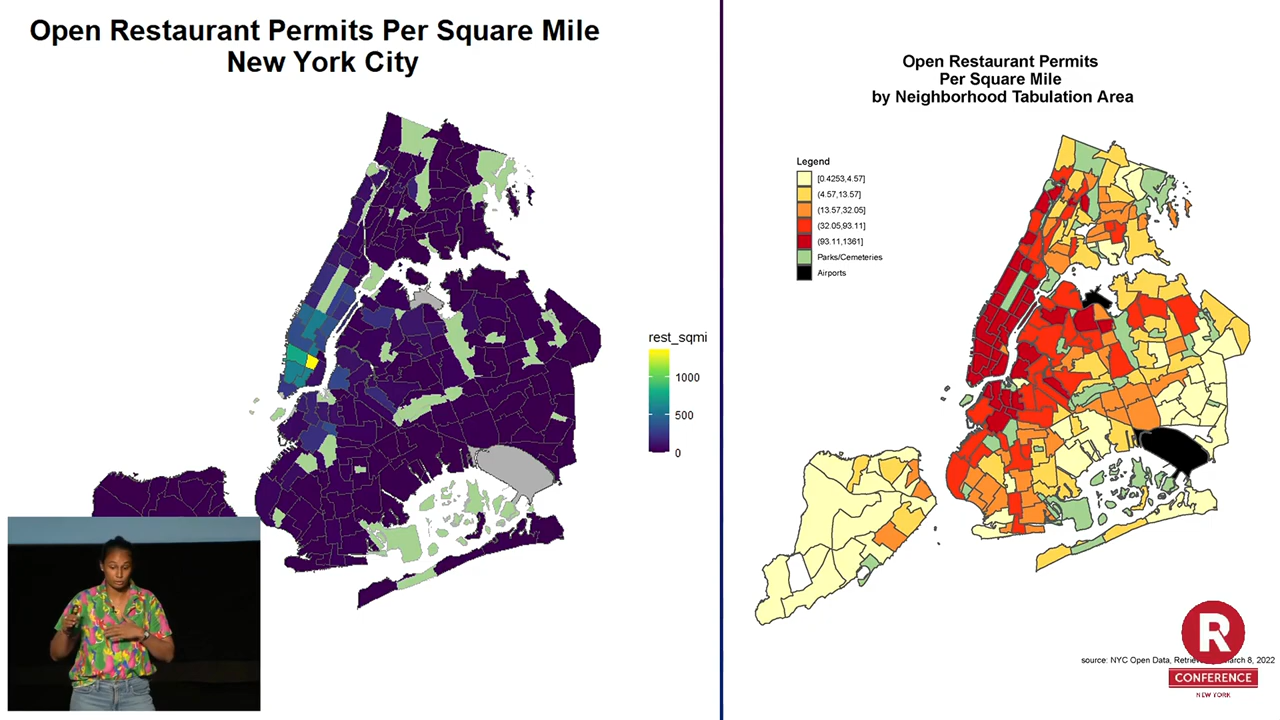 Open Restaurant Permits Per Square Mile
New York City
rest_sqmi
1000
500
0
Open Restaurant Permits
Per Square Mile
by Neighborhood Tabulation Area
Legend
[0.4253,4.57]
(4.57,13.57]
(13.57,32.05]
(32.05,93.11]
(93.11,1361]
Parks/Cemeteries
Airports
source: NYC Open Data, March 8, 2022
R
CONFERENCE
NEW YORK